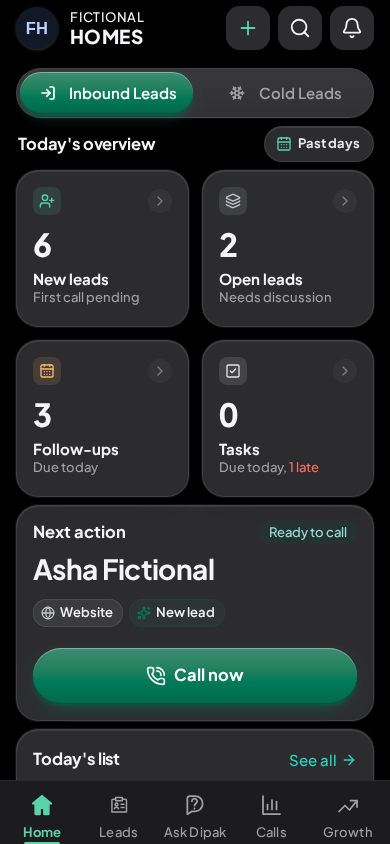 FH
FICTIONAL
HOMES
Inbound Leads
Cold Leads
Today's overview
Past days
6
New leads
First call pending
2
Open leads
Needs discussion
3
Follow-ups
Due today
0
Tasks
Due today, 1 late
Next action
Ready to call
Asha Fictional
Website
New lead
Call now
Today's list
See all
Home
Leads
Ask Dipak
Calls
Growth